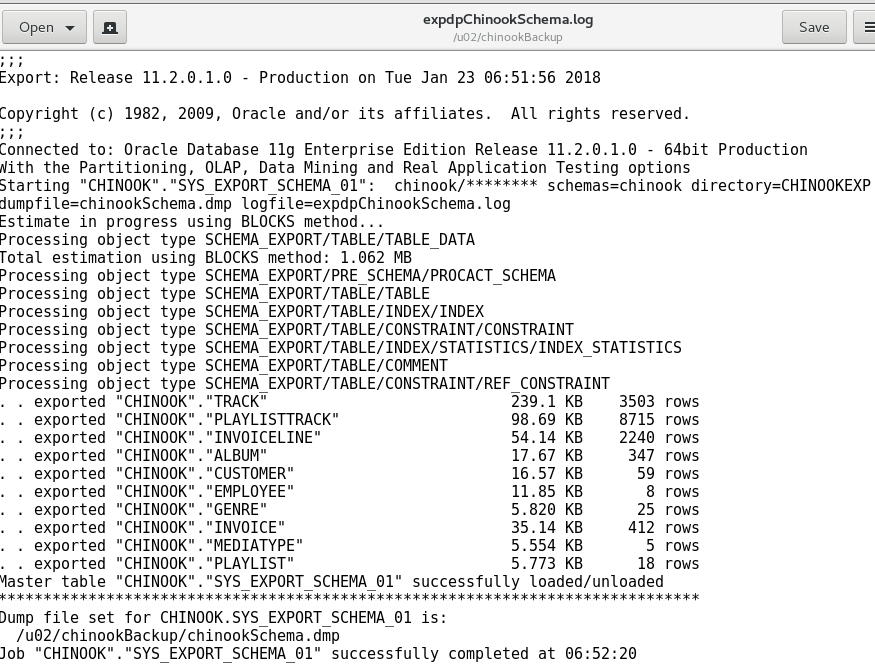 Open
expdpChinookSchema.log
/u02/chinookBackup
Save
;;;
Export: Release 11.2.0.1.0 - Production on Tue Jan 23 06:51:56 2018
Copyright (c) 1982, 2009, Oracle and/or its affiliates.  All rights reserved.
;;;
Connected to: Oracle Database 11g Enterprise Edition Release 11.2.0.1.0 - 64bit Production
With the Partitioning, OLAP, Data Mining and Real Application Testing options
Starting "CHINOOK"."SYS_EXPORT_SCHEMA_01":  chinook/******** schemas=chinook directory=CHINOOKEXP
dumpfile=chinookSchema.dmp logfile=expdpChinookSchema.log
Estimate in progress using BLOCKS method...
Processing object type SCHEMA_EXPORT/TABLE/TABLE_DATA
Total estimation using BLOCKS method: 1.062 MB
Processing object type SCHEMA_EXPORT/PRE_SCHEMA/PROCACT_SCHEMA
Processing object type SCHEMA_EXPORT/TABLE/TABLE
Processing object type SCHEMA_EXPORT/TABLE/INDEX/INDEX
Processing object type SCHEMA_EXPORT/TABLE/CONSTRAINT/CONSTRAINT
Processing object type SCHEMA_EXPORT/TABLE/INDEX/STATISTICS/INDEX_STATISTICS
Processing object type SCHEMA_EXPORT/TABLE/COMMENT
Processing object type SCHEMA_EXPORT/TABLE/CONSTRAINT/REF_CONSTRAINT
. . exported "CHINOOK"."TRACK"                           239.1 KB    3503 rows
. . exported "CHINOOK"."PLAYLISTTRACK"                   98.69 KB    8715 rows
. . exported "CHINOOK"."INVOICELINE"                     54.14 KB    2240 rows
. . exported "CHINOOK"."ALBUM"                           17.67 KB     347 rows
. . exported "CHINOOK"."CUSTOMER"                        16.57 KB      59 rows
. . exported "CHINOOK"."EMPLOYEE"                        11.85 KB       8 rows
. . exported "CHINOOK"."GENRE"                           5.820 KB      25 rows
. . exported "CHINOOK"."INVOICE"                         35.14 KB     412 rows
. . exported "CHINOOK"."MEDIATYPE"                       5.554 KB       5 rows
. . exported "CHINOOK"."PLAYLIST"                        5.773 KB      18 rows
Master table "CHINOOK"."SYS_EXPORT_SCHEMA_01" successfully loaded/unloaded
******************************************************************************
Dump file set for CHINOOK.SYS_EXPORT_SCHEMA_01 is:
  /u02/chinookBackup/chinookSchema.dmp
Job "CHINOOK"."SYS_EXPORT_SCHEMA_01" successfully completed at 06:52:20